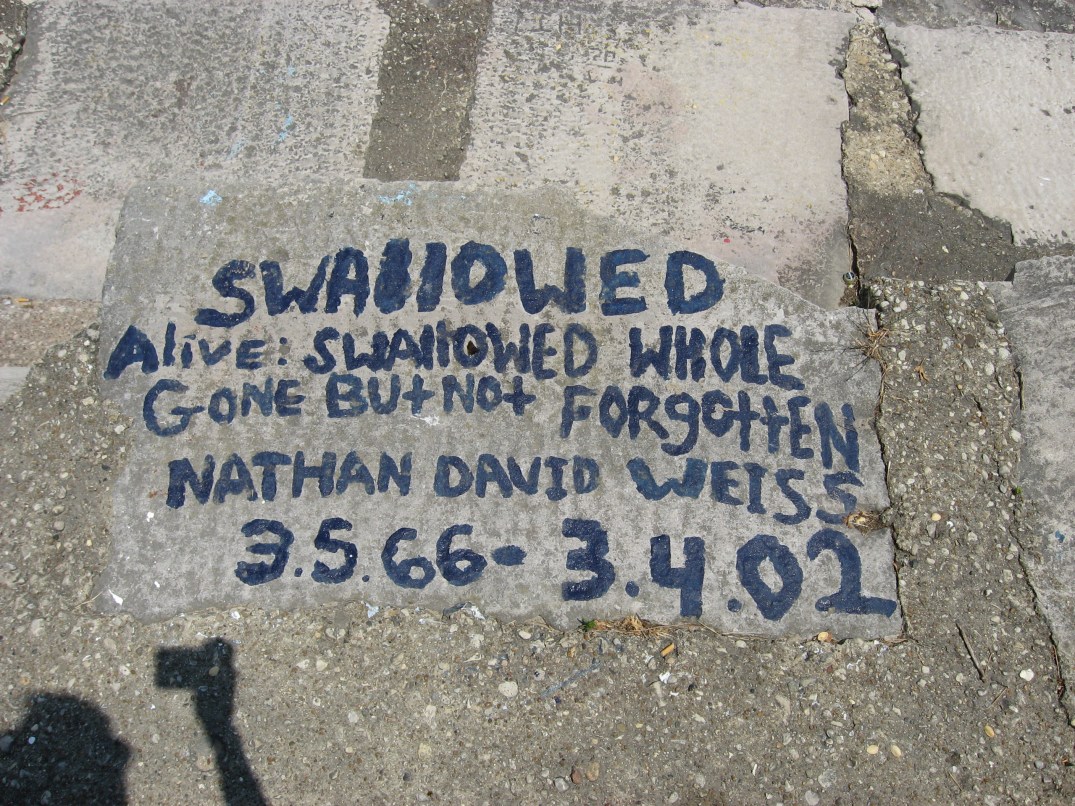 SWAllOWED
Alive: SWAllOWED WHOLE
GONE BUt NOt FORgOttEN
NATHAN DAVID WEISS
3.5.66- 3.4.02